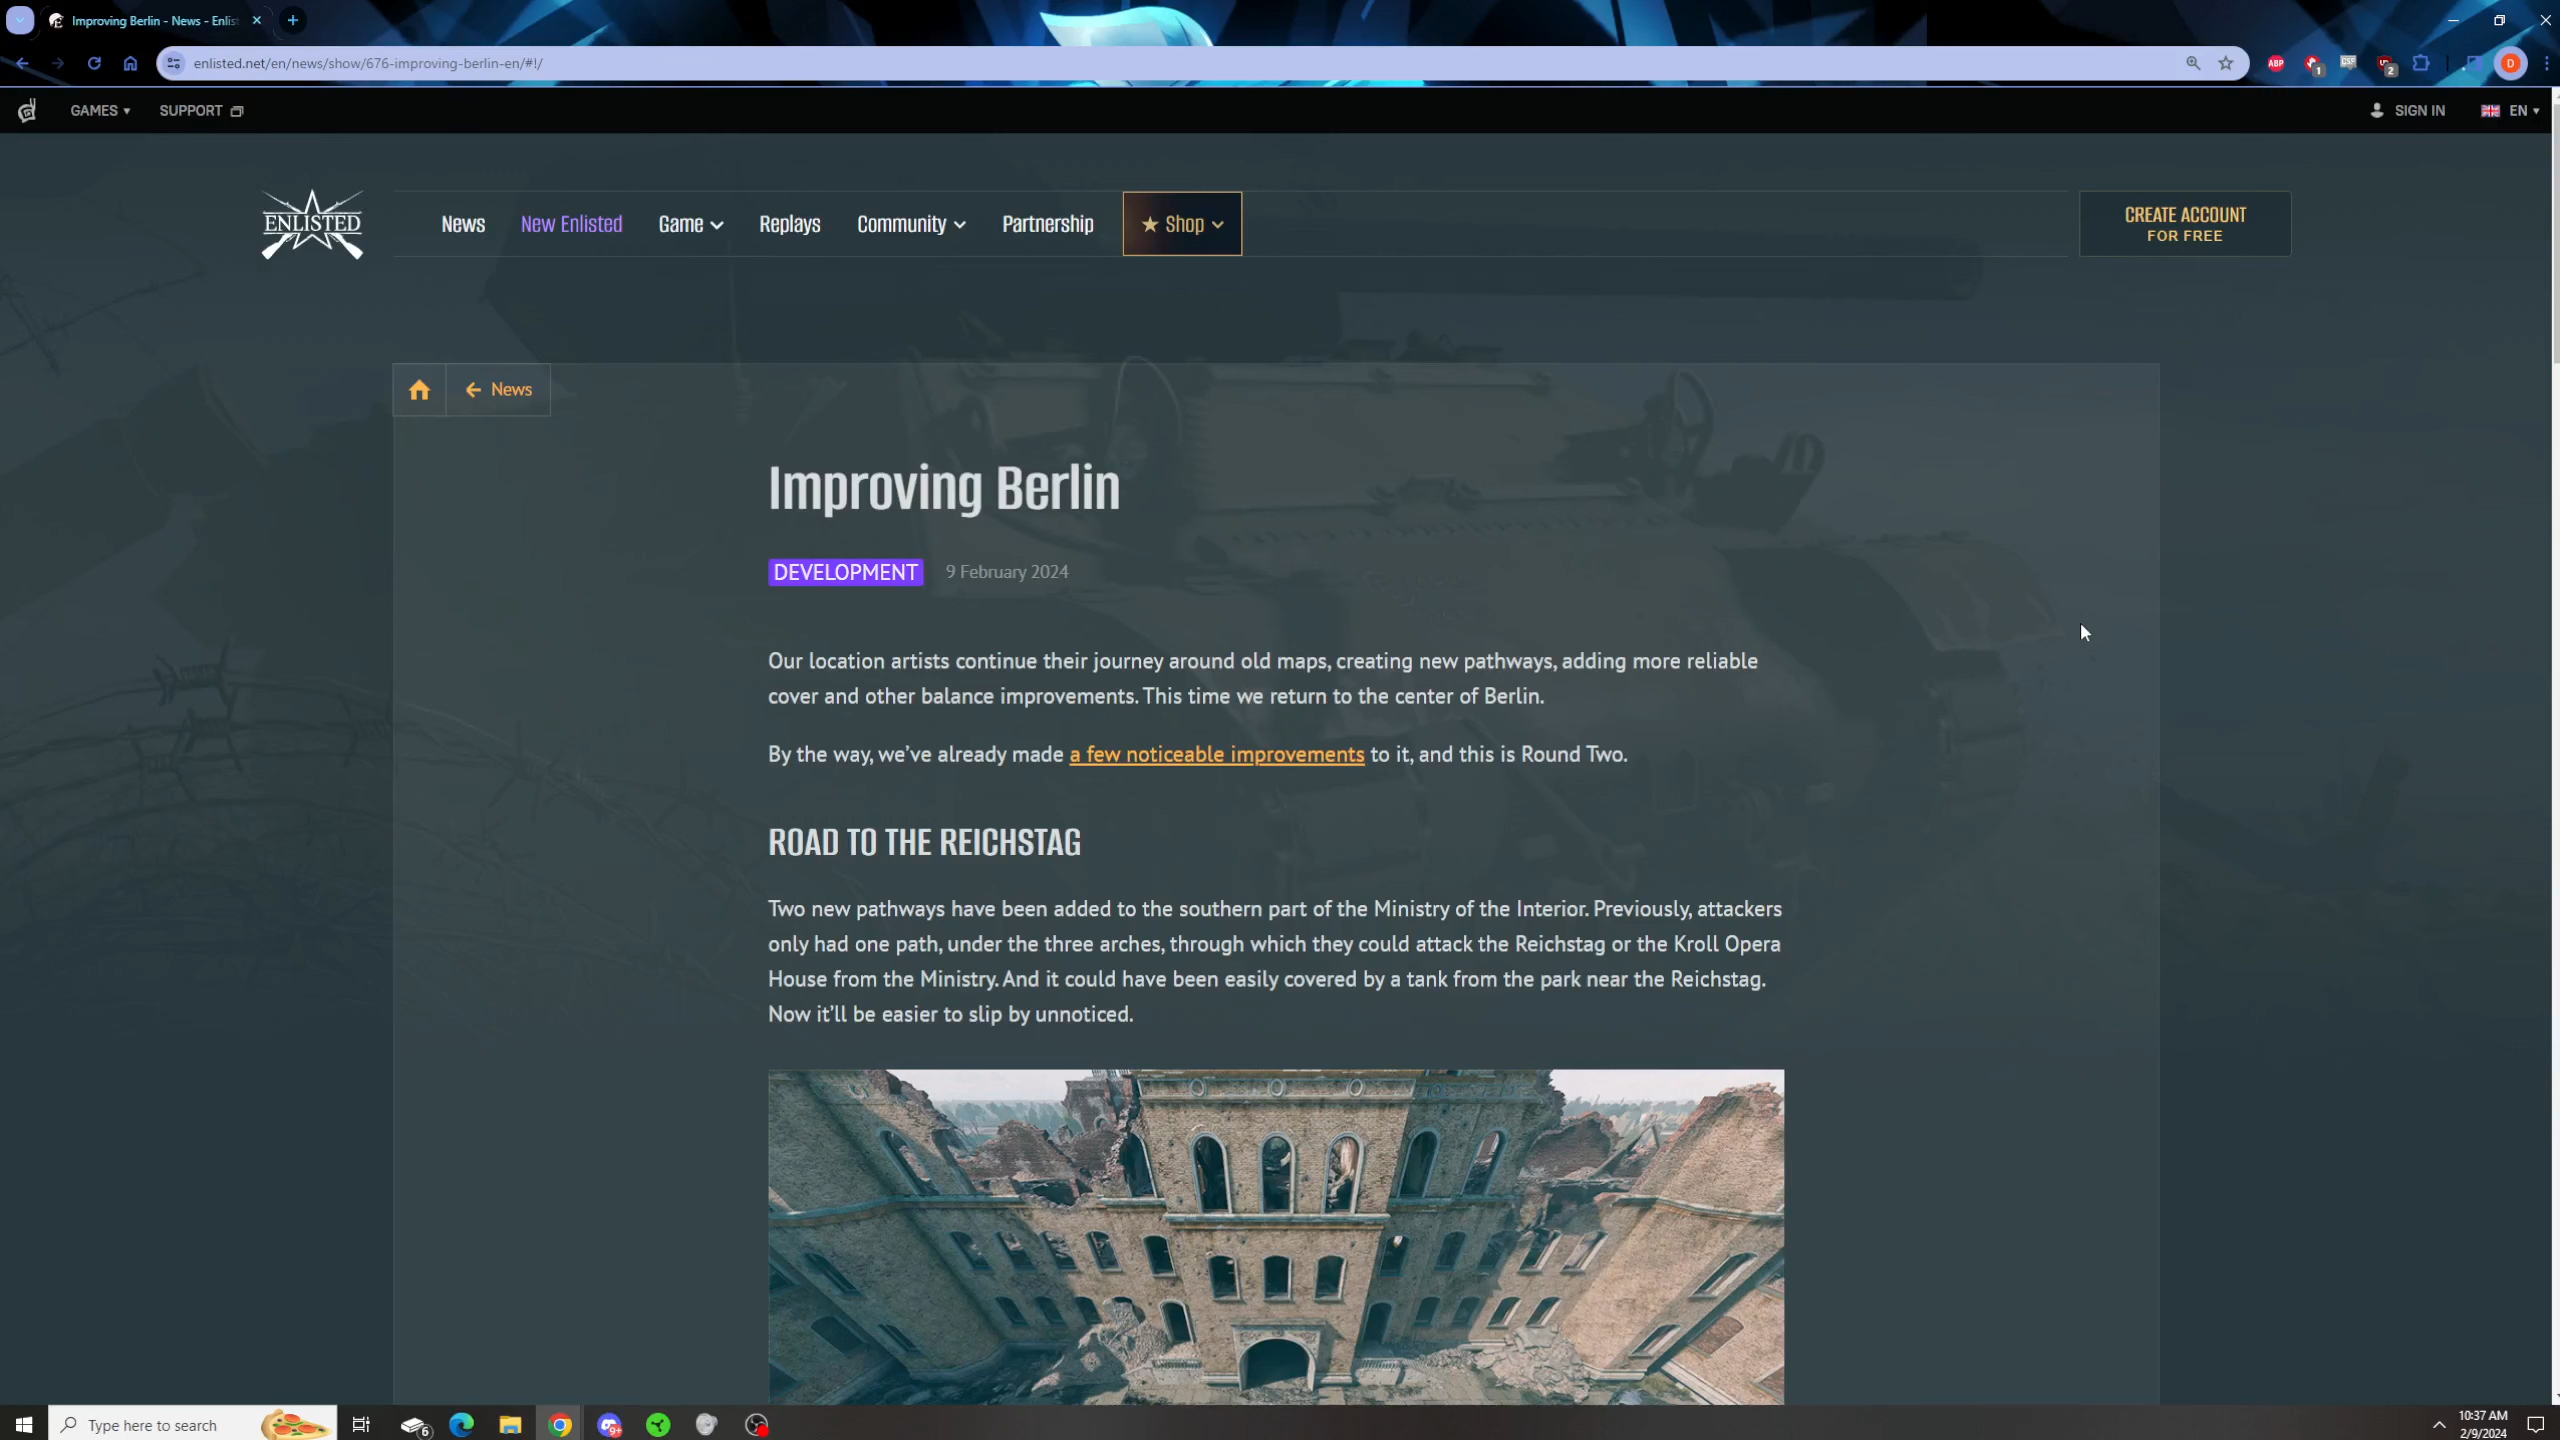 Improving Berlin - News - Enlist
enlisted.net/en/news/show/676-improving-berlin-en/#!/
ABP
1
CSF
2
D
GAMES
SUPPORT
SIGN IN
EN
ENLISTED
News
New Enlisted
Game
Replays
Community
Partnership
Shop
CREATE ACCOUNT
FOR FREE
News
Improving Berlin
DEVELOPMENT
9 February 2024
Our location artists continue their journey around old maps, creating new pathways, adding more reliable
cover and other balance improvements. This time we return to the center of Berlin.
By the way, we’ve already made a few noticeable improvements to it, and this is Round Two.
ROAD TO THE REICHSTAG
Two new pathways have been added to the southern part of the Ministry of the Interior. Previously, attackers
only had one path, under the three arches, through which they could attack the Reichstag or the Kroll Opera
House from the Ministry. And it could have been easily covered by a tank from the park near the Reichstag.
Now it’ll be easier to slip by unnoticed.
Type here to search
6
9+
10:37 AM
2/9/2024